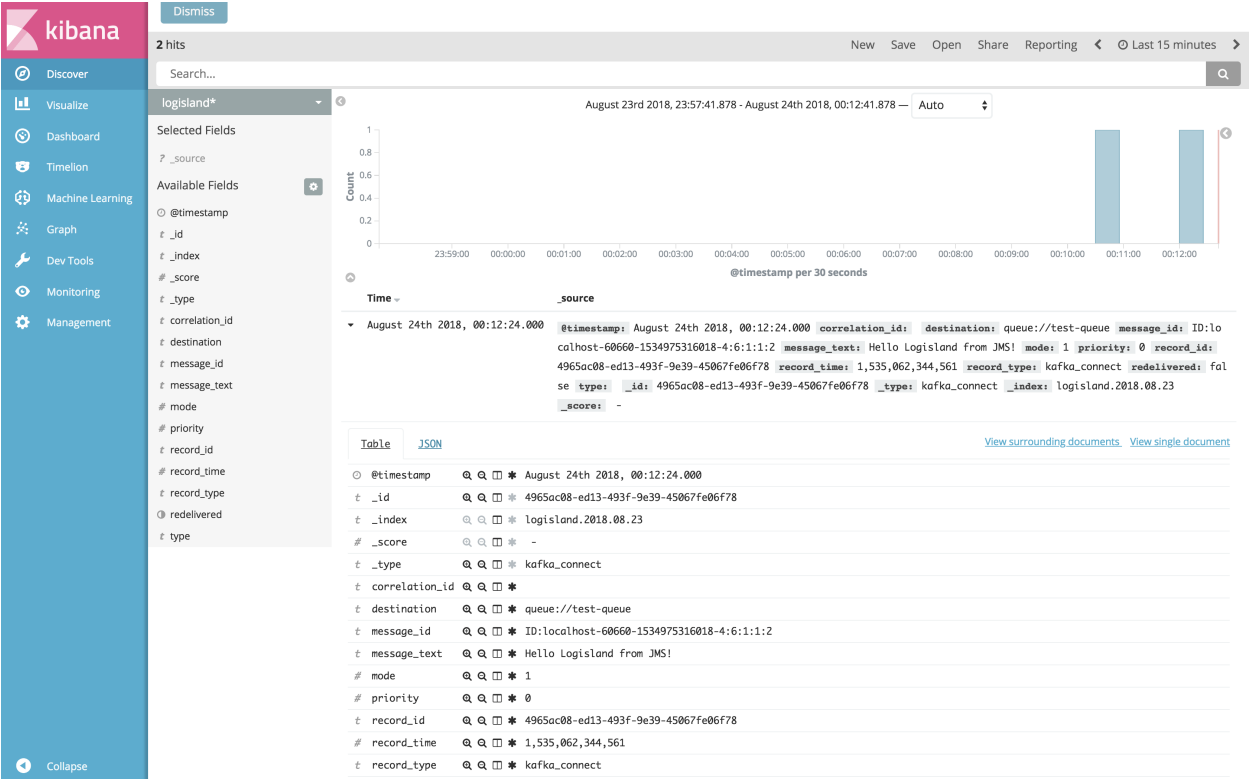 Dismiss
kibana
2 hits
New Save Open Share Reporting Last 15 minutes
Search...
Discover
Visualize
Dashboard
Timelion
Machine Learning
Graph
Dev Tools
Monitoring
Management
Collapse
logisland*
Selected Fields
? _source
Available Fields
@timestamp
t _id
t _index
# _score
t _type
t correlation_id
t destination
t message_id
t message_text
# mode
# priority
t record_id
# record_time
t record_type
redelivered
t type
August 23rd 2018, 23:57:41.878 - August 24th 2018, 00:12:41.878 — Auto
Count
1
0.8
0.6
0.4
0.2
0
23:59:00 00:00:00 00:01:00 00:02:00 00:03:00 00:04:00 00:05:00 00:06:00 00:07:00 00:08:00 00:09:00 00:10:00 00:11:00 00:12:00
@timestamp per 30 seconds
Time _source
August 24th 2018, 00:12:24.000 @timestamp: August 24th 2018, 00:12:24.000 correlation_id: destination: queue://test-queue message_id: ID:lo
calhost-60660-1534975316018-4:6:1:1:2 message_text: Hello Logisland from JMS! mode: 1 priority: 0 record_id:
4965ac08-ed13-493f-9e39-45067fe06f78 record_time: 1,535,062,344,561 record_type: kafka_connect redelivered: fal
se type: _id: 4965ac08-ed13-493f-9e39-45067fe06f78 _type: kafka_connect _index: logisland.2018.08.23
_score: -
Table JSON View surrounding documents View single document
@timestamp August 24th 2018, 00:12:24.000
t _id 4965ac08-ed13-493f-9e39-45067fe06f78
t _index logisland.2018.08.23
# _score -
t _type kafka_connect
t correlation_id
t destination queue://test-queue
t message_id ID:localhost-60660-1534975316018-4:6:1:1:2
t message_text Hello Logisland from JMS!
# mode 1
# priority 0
t record_id 4965ac08-ed13-493f-9e39-45067fe06f78
# record_time 1,535,062,344,561
t record_type kafka_connect